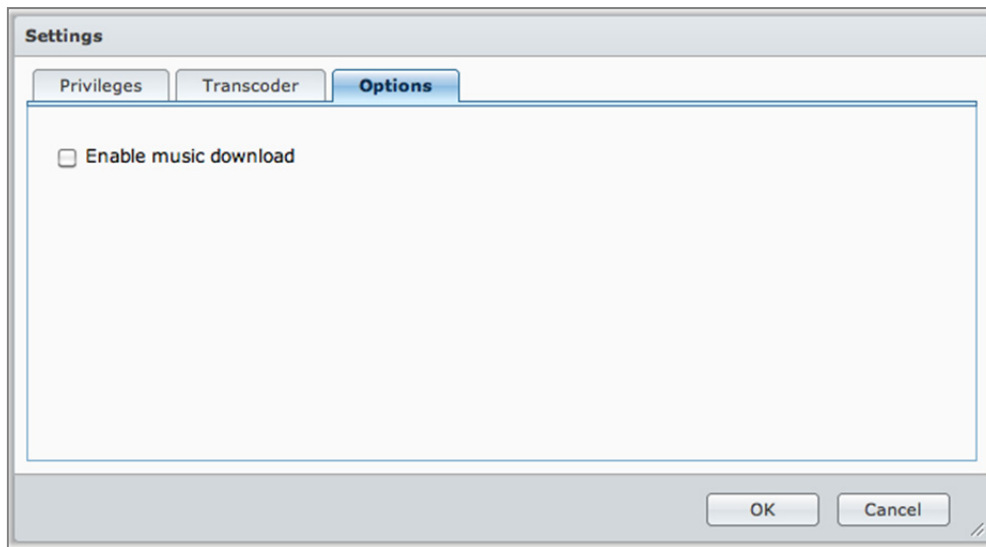 Settings
Privileges Transcoder Options
Enable music download
OK Cancel